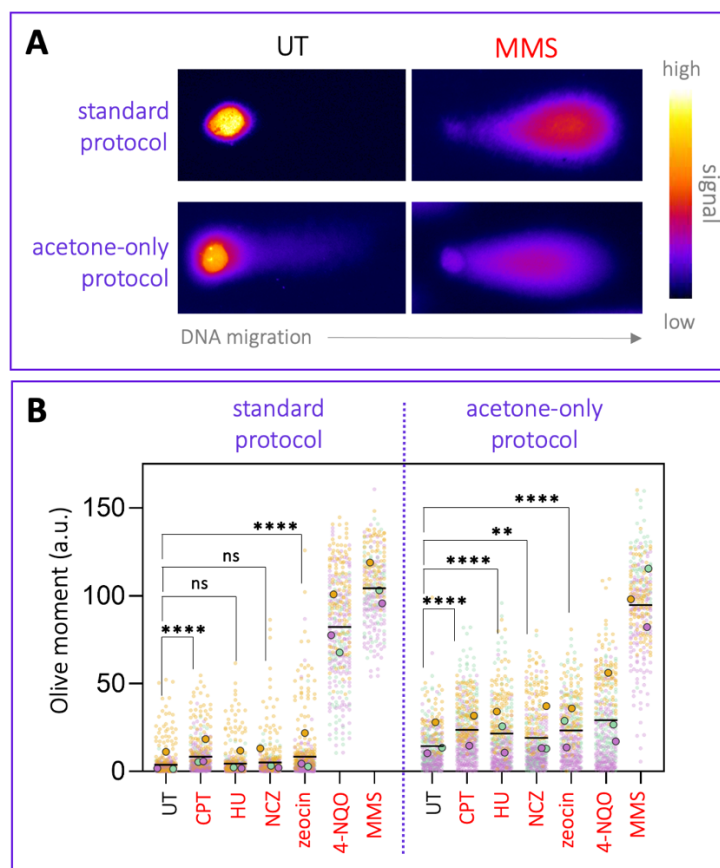 A
UT
MMS
standard
protocol
acetone-only
protocol
high
signal
low
DNA migration
B
standard
protocol
acetone-only
protocol
Olive moment (a.u.)
150
100
50
0
****
ns
ns
****
****
**
****
****
UT
CPT
HU
NCZ
zeocin
4-NQO
MMS
UT
CPT
HU
NCZ
zeocin
4-NQO
MMS